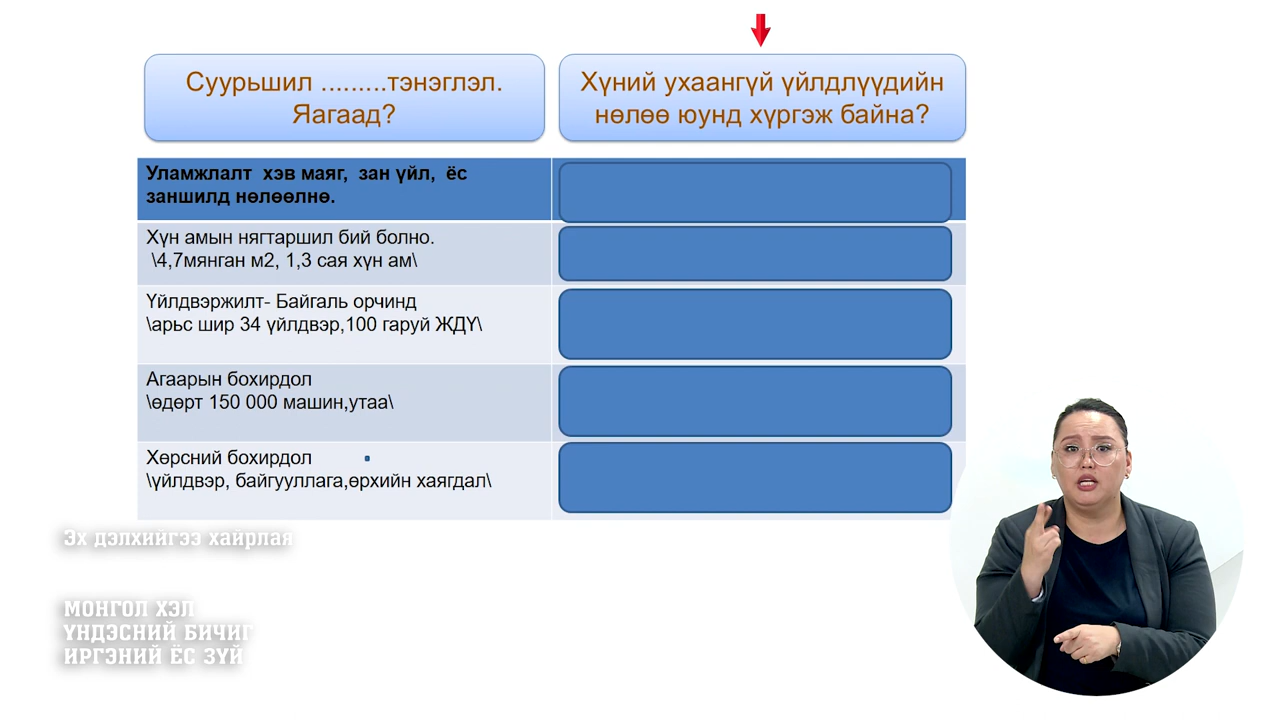 Суурьшил .........тэнэглэл.
Яагаад?
Хүний ухаангүй үйлдлүүдийн
нөлөө юунд хүргэж байна?
Уламжлалт хэв маяг, зан үйл, ёс
заншилд нөлөөлнө.
Хүн амын нягтаршил бий болно.
\4,7мянган м2, 1,3 сая хүн ам\
Үйлдвэржилт- Байгаль орчинд
\арьс шир 34 үйлдвэр,100 гаруй ЖДҮ\
Агаарын бохирдол
\өдөрт 150 000 машин,утаа\
Хөрсний бохирдол
\үйлдвэр, байгууллага,өрхийн хаягдал\
Эх дэлхийгээ хайрлая
МОНГОЛ ХЭЛ
ҮНДЭСНИЙ БИЧИГ
ИРГЭНИЙ ЁС ЗҮЙ